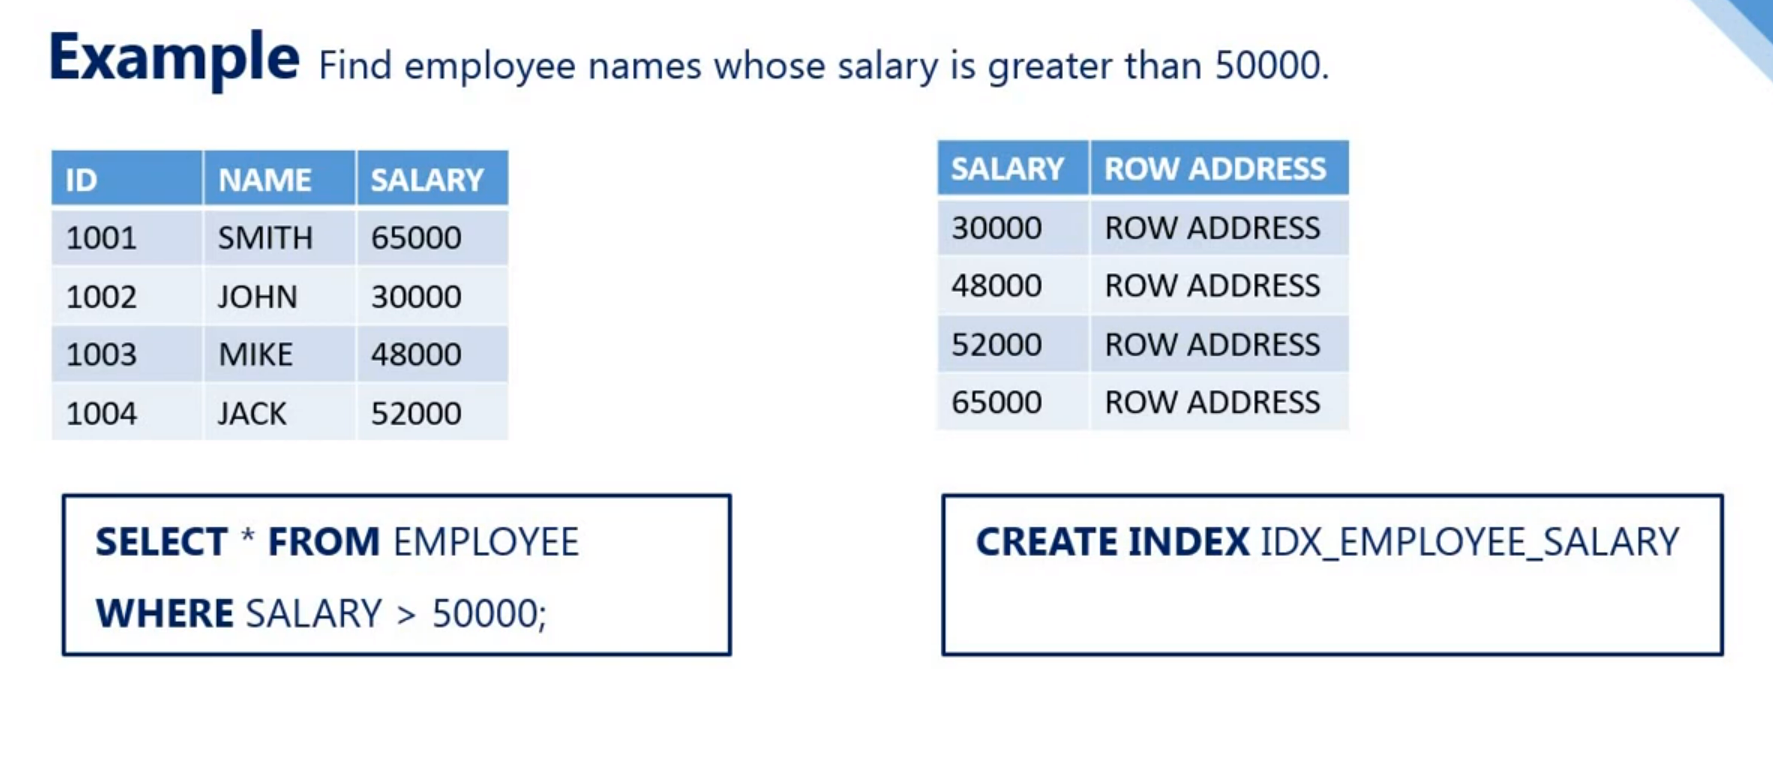 Example Find employee names whose salary is greater than 50000.
ID NAME SALARY
1001 SMITH 65000
1002 JOHN 30000
1003 MIKE 48000
1004 JACK 52000
SALARY ROW ADDRESS
30000 ROW ADDRESS
48000 ROW ADDRESS
52000 ROW ADDRESS
65000 ROW ADDRESS
SELECT * FROM EMPLOYEE
WHERE SALARY > 50000;
CREATE INDEX IDX_EMPLOYEE_SALARY